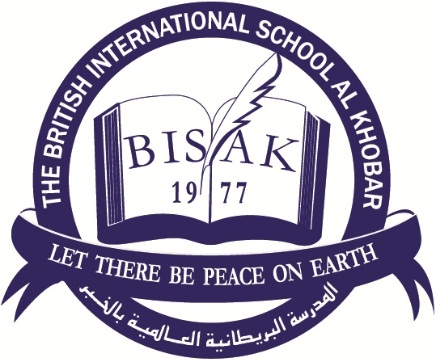 THE BRITISH INTERNATIONAL SCHOOL AL KHOBAR
BISAK
1977
LET THERE BE PEACE ON EARTH
المدرسة البريطانية العالمية بالخبر